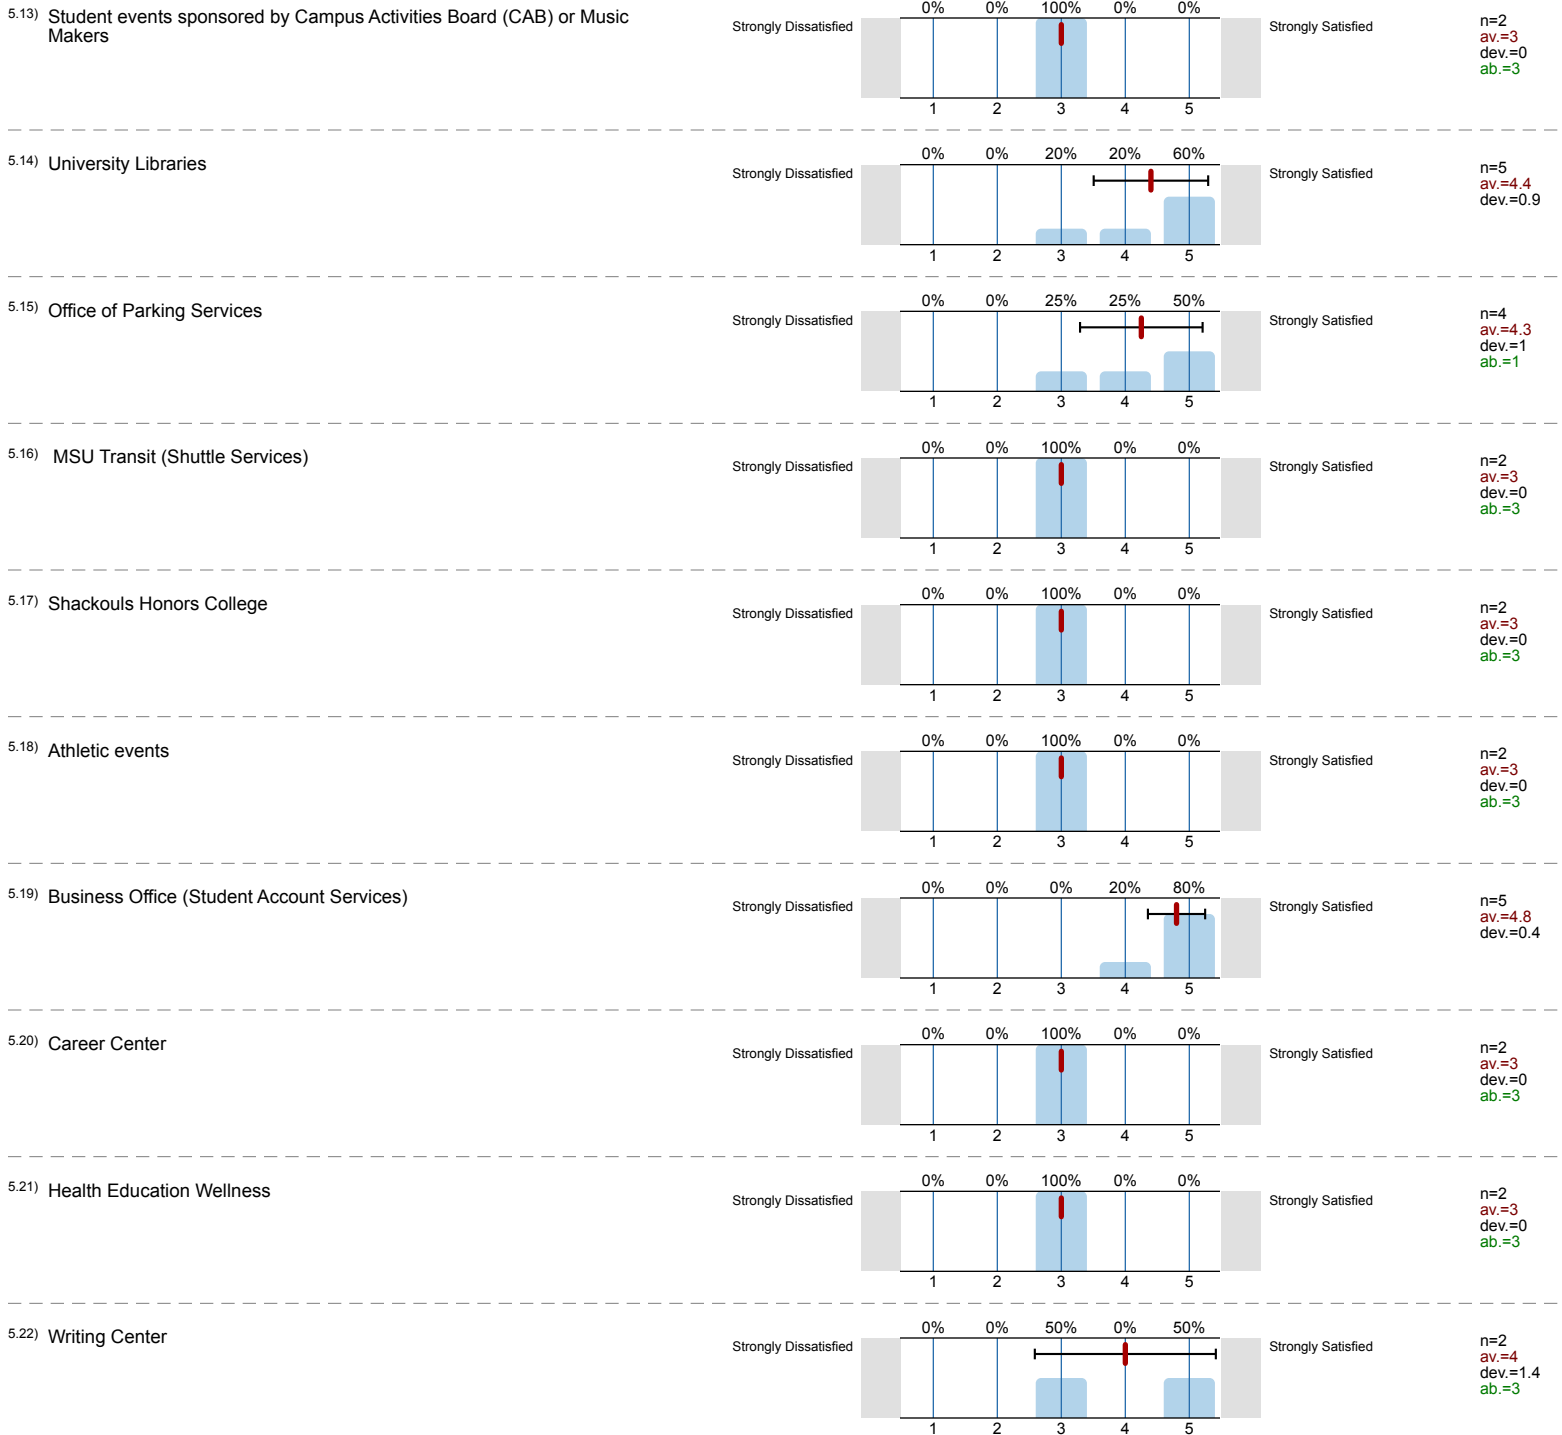 5.13) Student events sponsored by Campus Activities Board (CAB) or Music
Makers
Strongly Dissatisfied
0% 0% 100% 0% 0%
1 2 3 4 5
Strongly Satisfied
n=2
av.=3
dev.=0
ab.=3
5.14) University Libraries
Strongly Dissatisfied
0% 0% 20% 20% 60%
1 2 3 4 5
Strongly Satisfied
n=5
av.=4.4
dev.=0.9
5.15) Office of Parking Services
Strongly Dissatisfied
0% 0% 25% 25% 50%
1 2 3 4 5
Strongly Satisfied
n=4
av.=4.3
dev.=1
ab.=1
5.16) MSU Transit (Shuttle Services)
Strongly Dissatisfied
0% 0% 100% 0% 0%
1 2 3 4 5
Strongly Satisfied
n=2
av.=3
dev.=0
ab.=3
5.17) Shackouls Honors College
Strongly Dissatisfied
0% 0% 100% 0% 0%
1 2 3 4 5
Strongly Satisfied
n=2
av.=3
dev.=0
ab.=3
5.18) Athletic events
Strongly Dissatisfied
0% 0% 100% 0% 0%
1 2 3 4 5
Strongly Satisfied
n=2
av.=3
dev.=0
ab.=3
5.19) Business Office (Student Account Services)
Strongly Dissatisfied
0% 0% 0% 20% 80%
1 2 3 4 5
Strongly Satisfied
n=5
av.=4.8
dev.=0.4
5.20) Career Center
Strongly Dissatisfied
0% 0% 100% 0% 0%
1 2 3 4 5
Strongly Satisfied
n=2
av.=3
dev.=0
ab.=3
5.21) Health Education Wellness
Strongly Dissatisfied
0% 0% 100% 0% 0%
1 2 3 4 5
Strongly Satisfied
n=2
av.=3
dev.=0
ab.=3
5.22) Writing Center
Strongly Dissatisfied
0% 0% 50% 0% 50%
1 2 3 4 5
Strongly Satisfied
n=2
av.=4
dev.=1.4
ab.=3